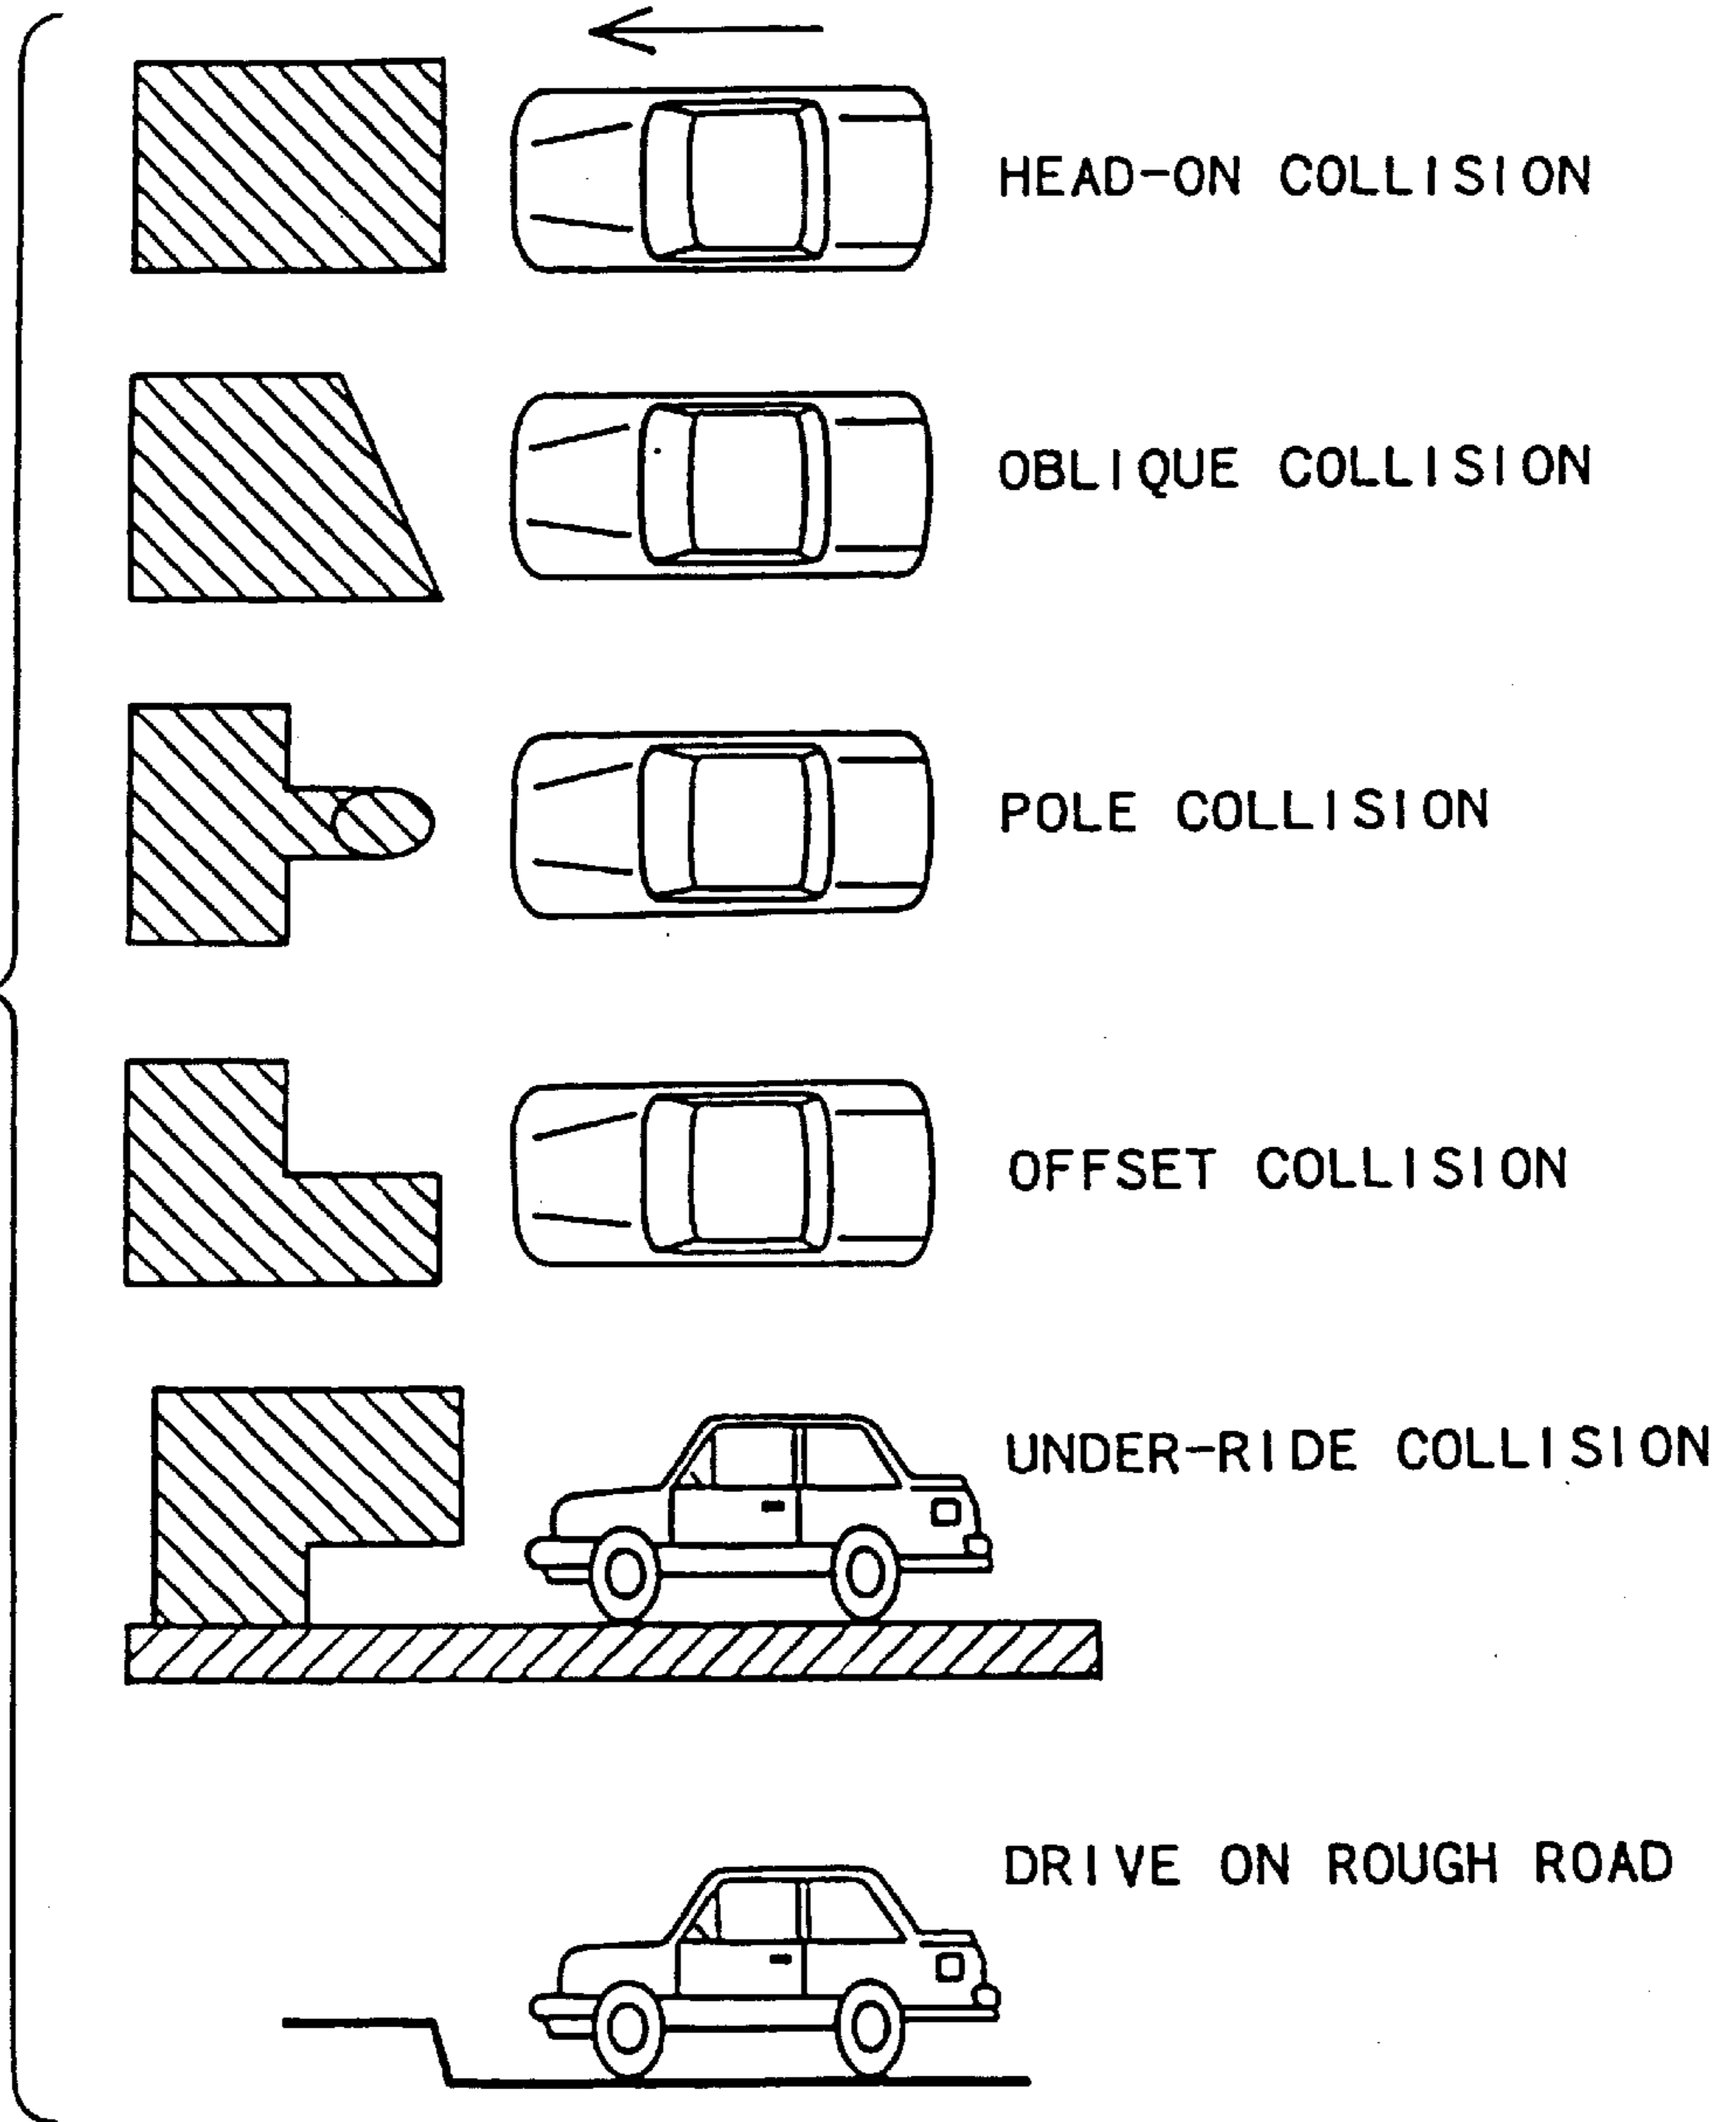 HEAD-ON COLLISION
OBLIQUE COLLISION
POLE COLLISION
OFFSET COLLISION
UNDER-RIDE COLLISION
DRIVE ON ROUGH ROAD